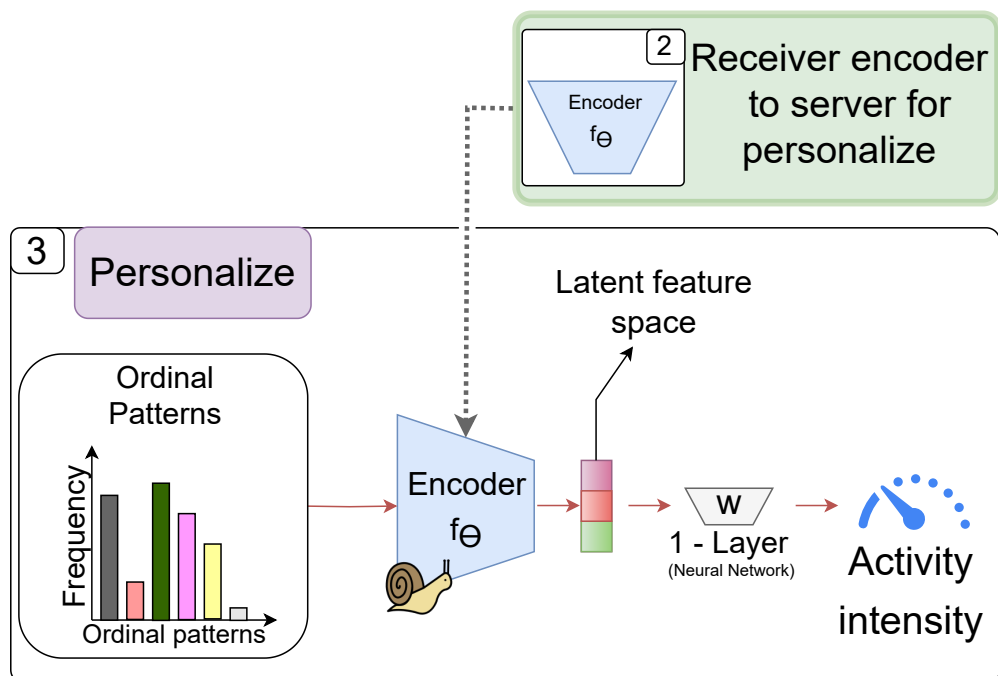 2
Encoder
fΘ
Receiver encoder
to server for
personalize
3
Personalize
Latent feature
space
Ordinal
Patterns
Frequency
Ordinal patterns
Encoder
fΘ
W
1 - Layer
(Neural Network)
Activity
intensity